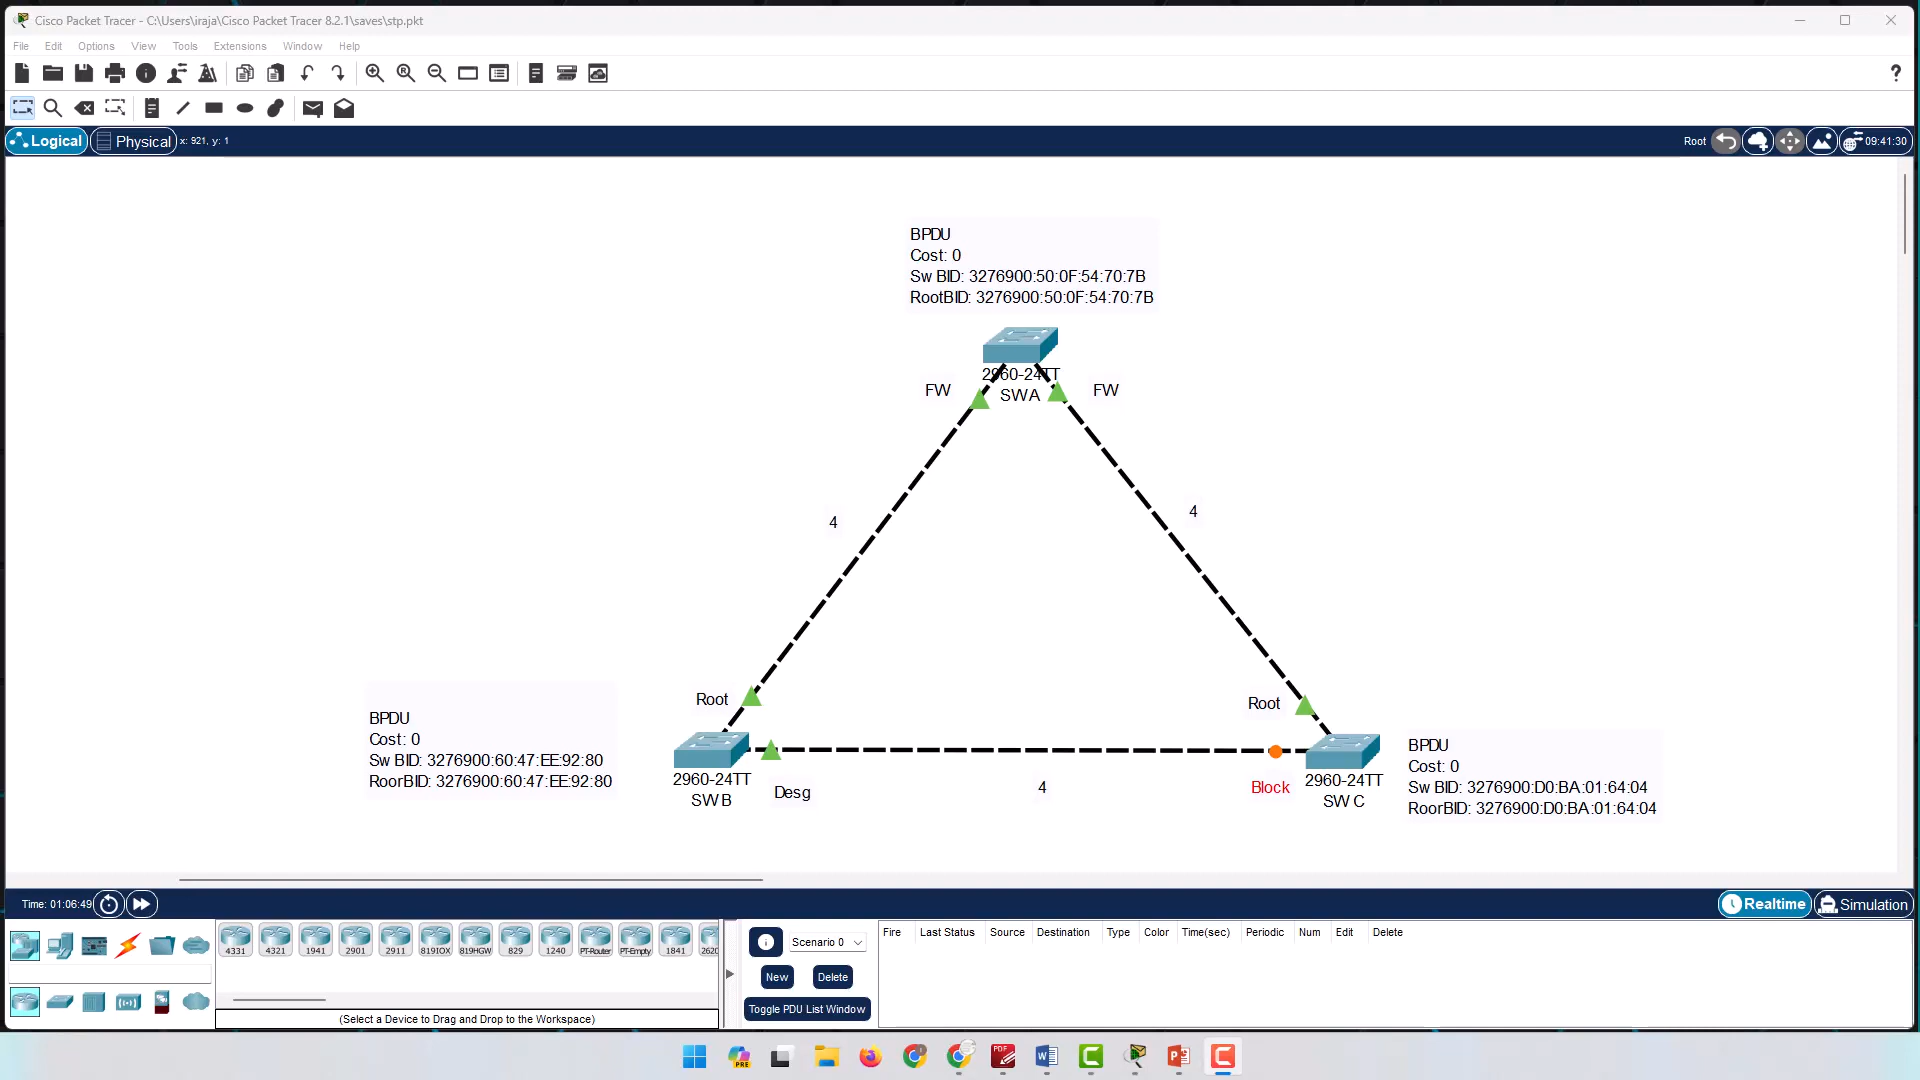 Cisco Packet Tracer - C:\Users\iraja\Cisco Packet Tracer 8.2.1\saves\stp.pkt
File Edit Options View Tools Extensions Window Help
?
Logical Physical x: 921, y: 1 Root 09:41:30
BPDU
Cost: 0
Sw BID: 3276900:50:0F:54:70:7B
RootBID: 3276900:50:0F:54:70:7B
2960-24TT
SWA
FW FW
4 4
Root Root
BPDU
Cost: 0
Sw BID: 3276900:60:47:EE:92:80
RoorBID: 3276900:60:47:EE:92:80
2960-24TT
SWB
Desg
4
Block
2960-24TT
SWC
BPDU
Cost: 0
Sw BID: 3276900:D0:BA:01:64:04
RoorBID: 3276900:D0:BA:01:64:04
Time: 01:06:49 Realtime Simulation
4331 4321 1941 2901 2911 819IOX 819HGW 829 1240 PT-Router PT-Empty 1841 2620
(Select a Device to Drag and Drop to the Workspace)
Scenario 0
New Delete
Toggle PDU List Window
Fire Last Status Source Destination Type Color Time(sec) Periodic Num Edit Delete
PRE PDF